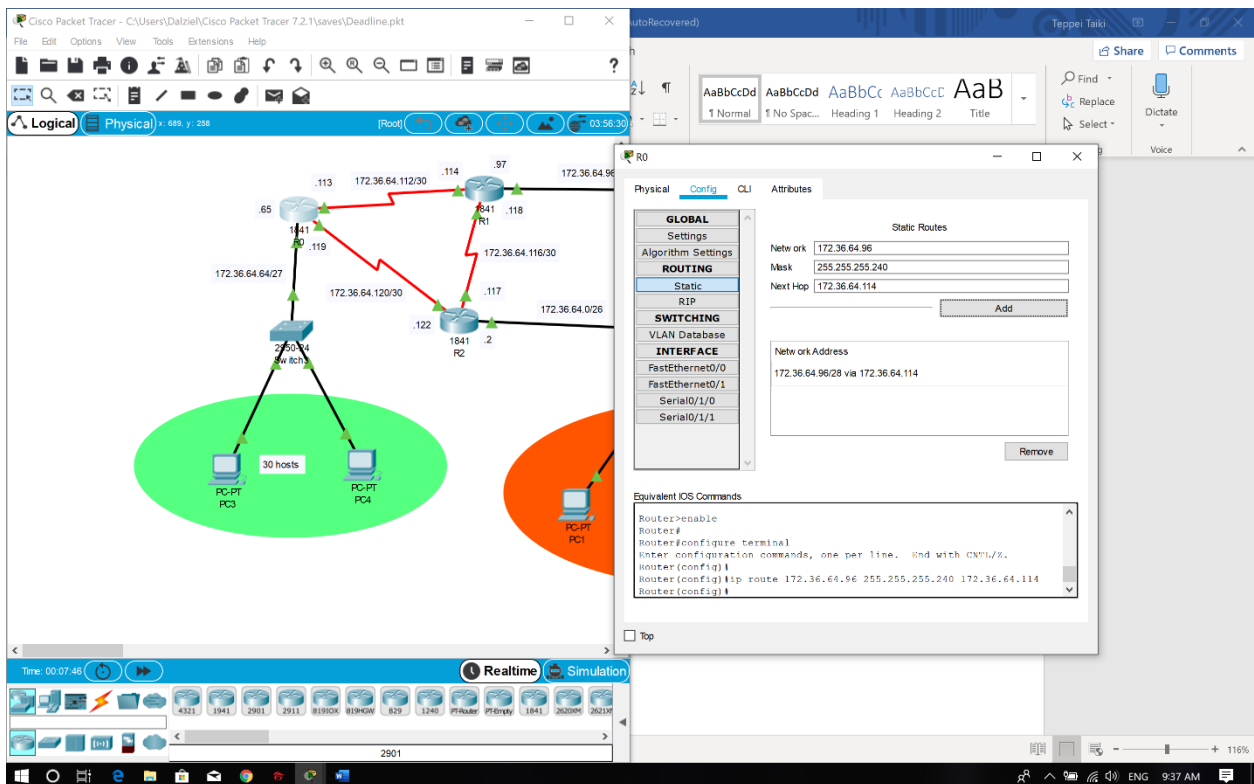 Cisco Packet Tracer - C:\Users\Dalziel\Cisco Packet Tracer 7.2.1\saves\Deadline.pkt
File Edit Options View Tools Extensions Help
?
Logical
Physical
x: 689, y: 256
[Root]
03:56:30
.113
172.36.64.112/30
.114
.97
172.36.64.96
.65
1841
R0
.119
1841
R1
.118
172.36.64.64/27
172.36.64.120/30
172.36.64.116/30
.117
.122
1841
R2
.2
172.36.64.0/26
2950-24
Switch3
30 hosts
PC-PT
PC3
PC-PT
PC4
PC-PT
PC1
Time: 00:07:46
Realtime
Simulation
4321 1941 2901 2911 819IOX 819HGW 829 1240 PT-Router PT-Empty 1841 2620XM 2621XM
2901
utoRecovered)
Teppei Taiki
Share
Comments
AaBbCcDd AaBbCcDd AaBbCc AaBbCcD AaB
¶ Normal ¶ No Spac... Heading 1 Heading 2 Title
Find
Replace
Select
Dictate
Voice
R0
Physical Config CLI Attributes
GLOBAL
Settings
Algorithm Settings
ROUTING
Static
RIP
SWITCHING
VLAN Database
INTERFACE
FastEthernet0/0
FastEthernet0/1
Serial0/1/0
Serial0/1/1
Static Routes
Network 172.36.64.96
Mask 255.255.255.240
Next Hop 172.36.64.114
Add
Network Address
172.36.64.96/28 via 172.36.64.114
Remove
Equivalent IOS Commands
Router>enable
Router#
Router#configure terminal
Enter configuration commands, one per line. End with CNTL/Z.
Router(config)#
Router(config)#ip route 172.36.64.96 255.255.255.240 172.36.64.114
Router(config)#
Top
116%
ENG 9:37 AM